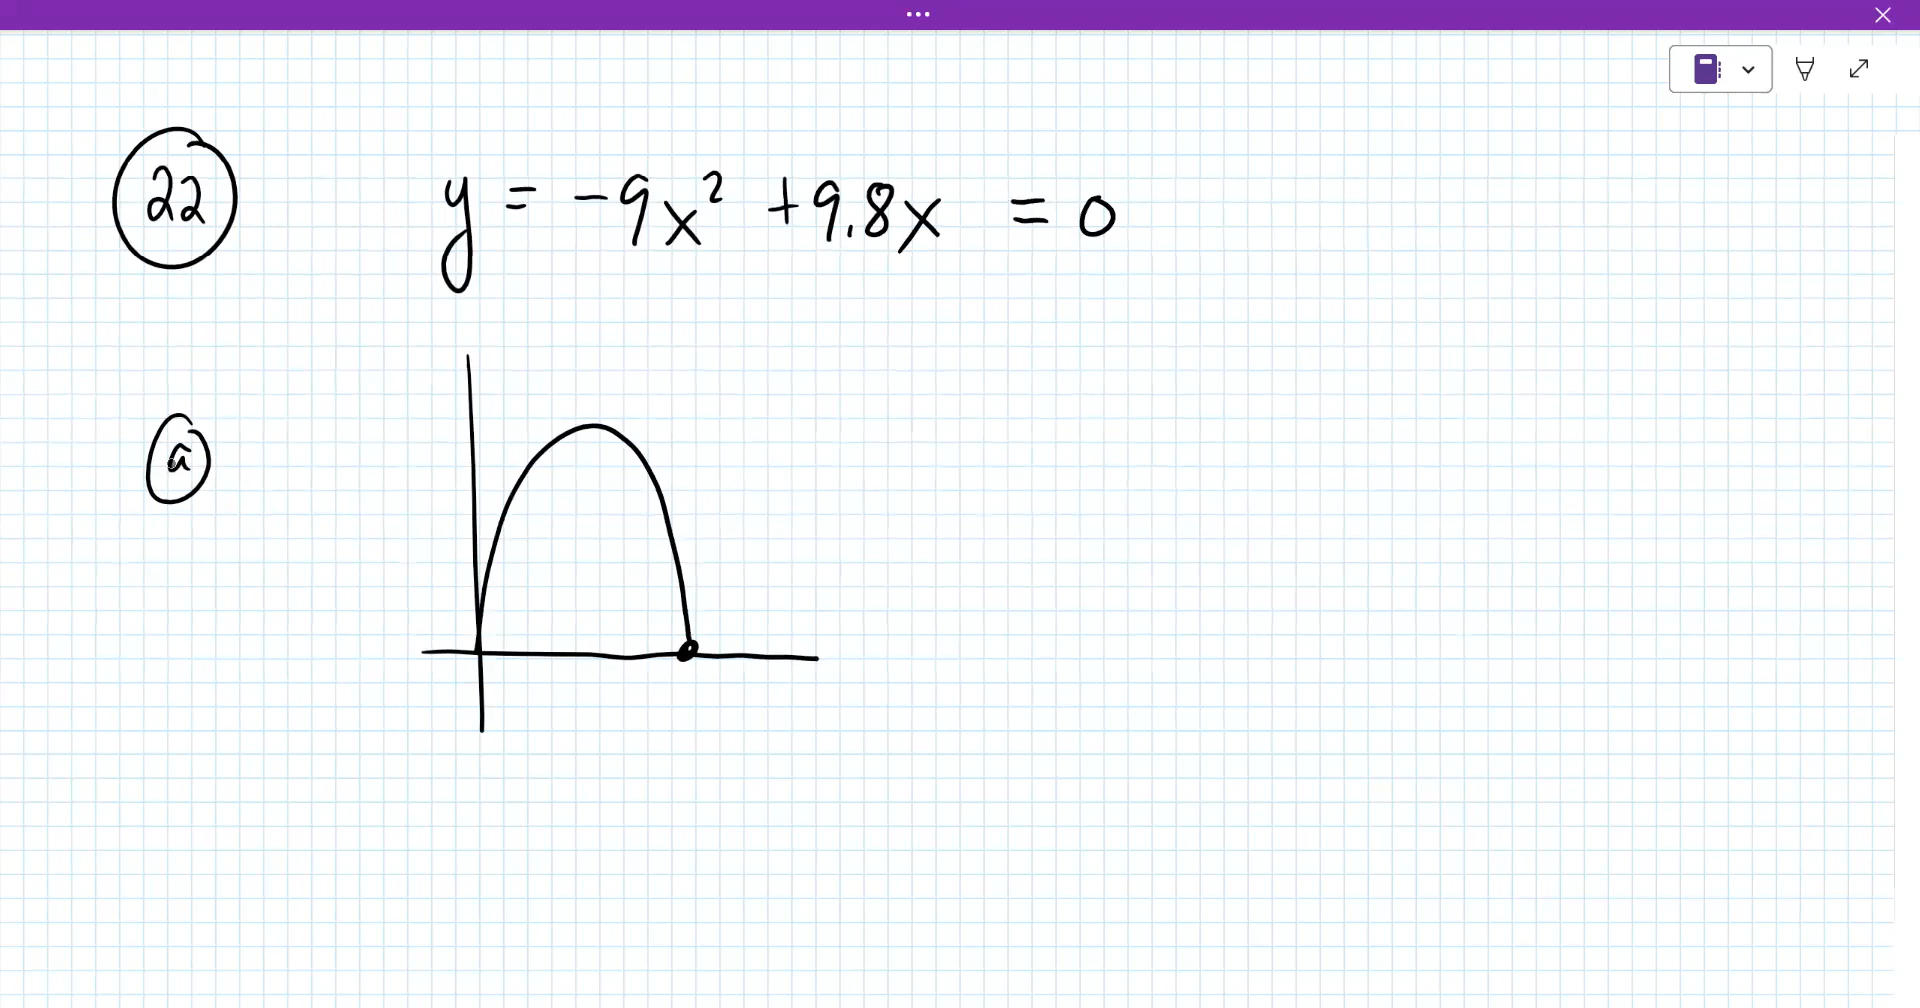 22 y = -9x² +9.8x = 0
a